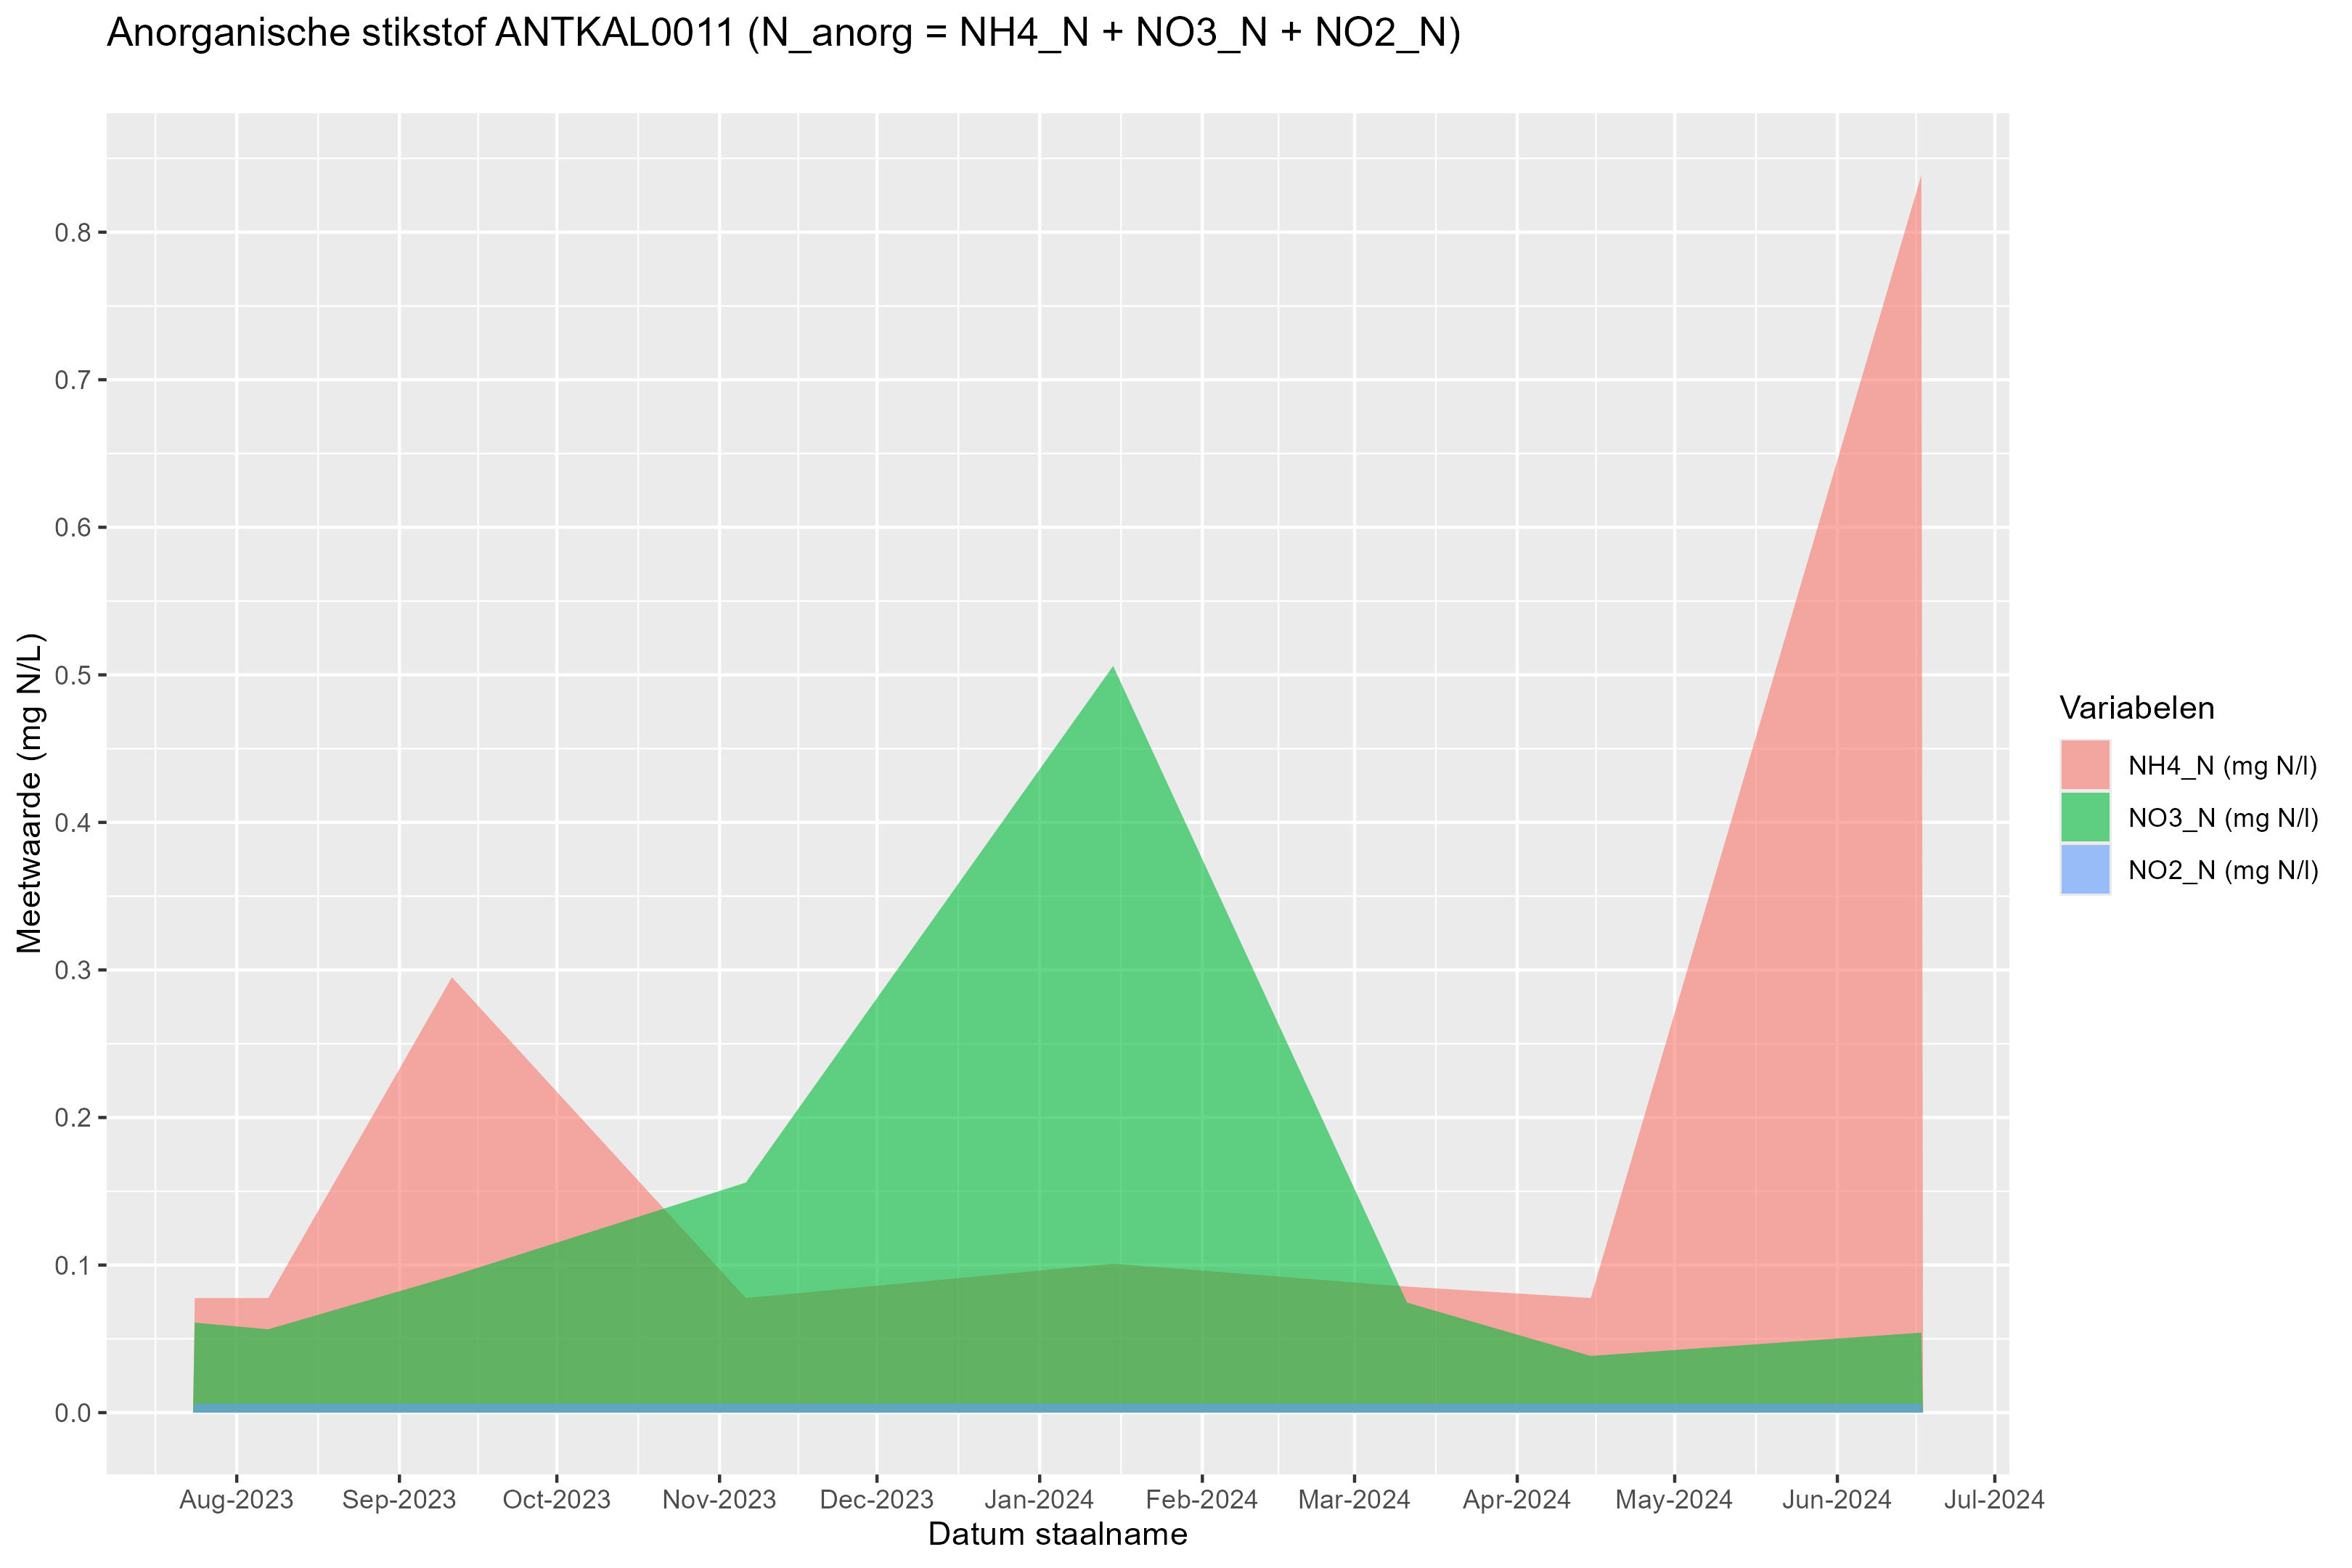 Anorganische stikstof ANTKAL0011 (N_anorg = NH4_N + NO3_N + NO2_N)
Meetwaarde (mg N/L)
0.8
0.7
0.6
0.5
0.4
0.3
0.2
0.1
0.0
Aug-2023 Sep-2023 Oct-2023 Nov-2023 Dec-2023 Jan-2024 Feb-2024 Mar-2024 Apr-2024 May-2024 Jun-2024 Jul-2024
Datum staalname
Variabelen
NH4_N (mg N/l)
NO3_N (mg N/l)
NO2_N (mg N/l)